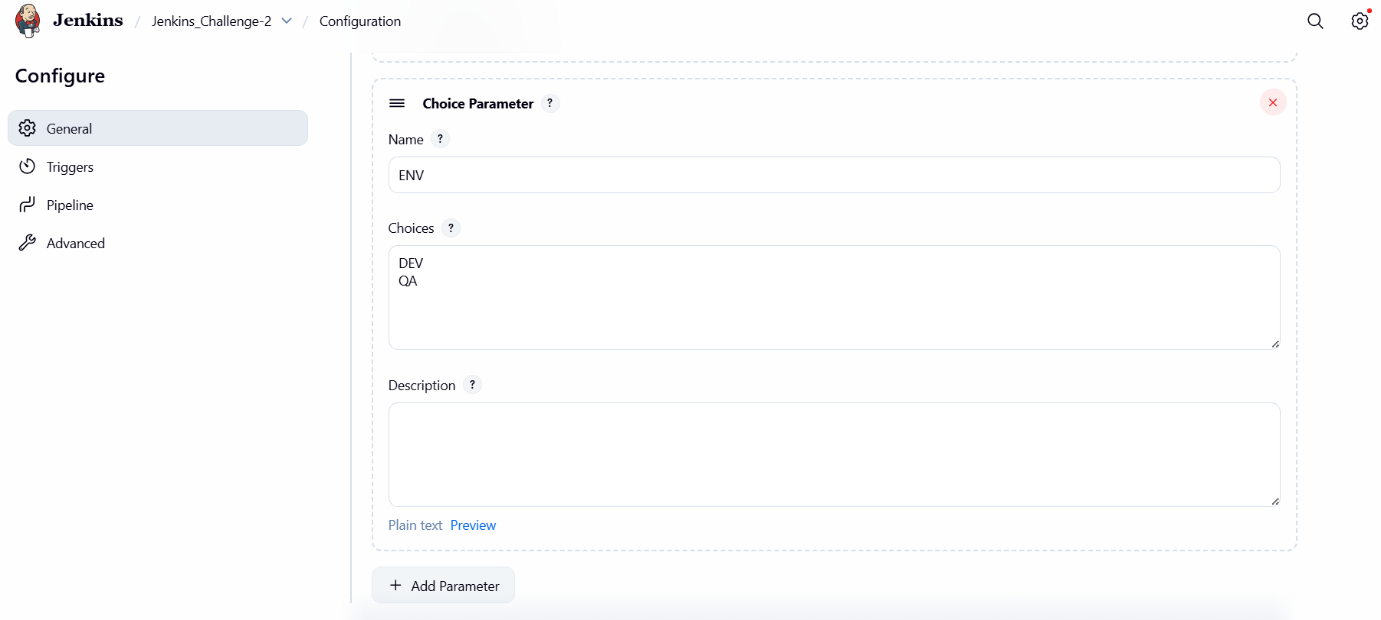 Jenkins / Jenkins_Challenge-2 / Configuration
Configure
General
Triggers
Pipeline
Advanced
Choice Parameter ?
Name ?
ENV
Choices ?
DEV
QA
Description ?
Plain text Preview
+ Add Parameter